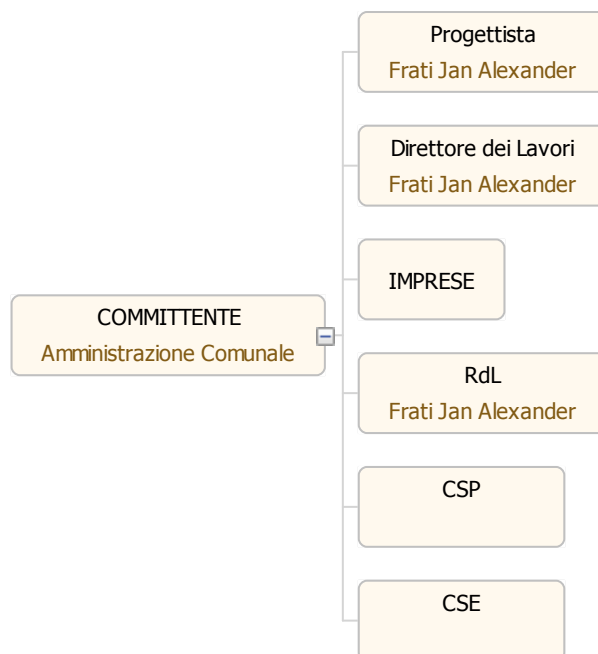 Progettista
Frati Jan Alexander
Direttore dei Lavori
Frati Jan Alexander
IMPRESE
COMMITTENTE
Amministrazione Comunale
RdL
Frati Jan Alexander
CSP
CSE